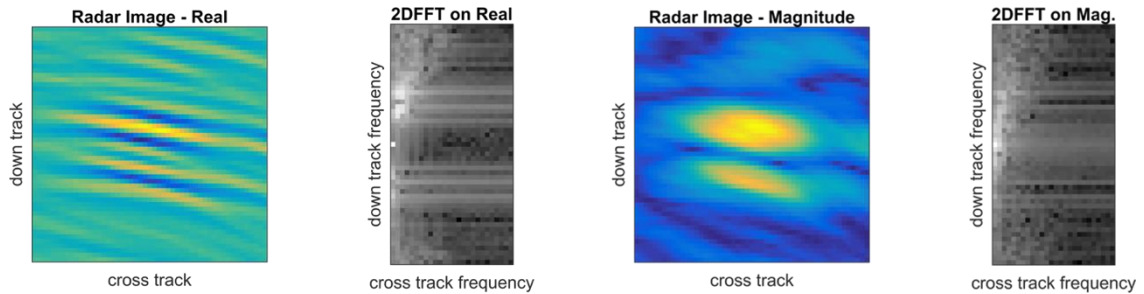 Radar Image - Real
down track
cross track
2DFFT on Real
down track frequency
cross track frequency
Radar Image - Magnitude
down track
cross track
2DFFT on Mag.
down track frequency
cross track frequency